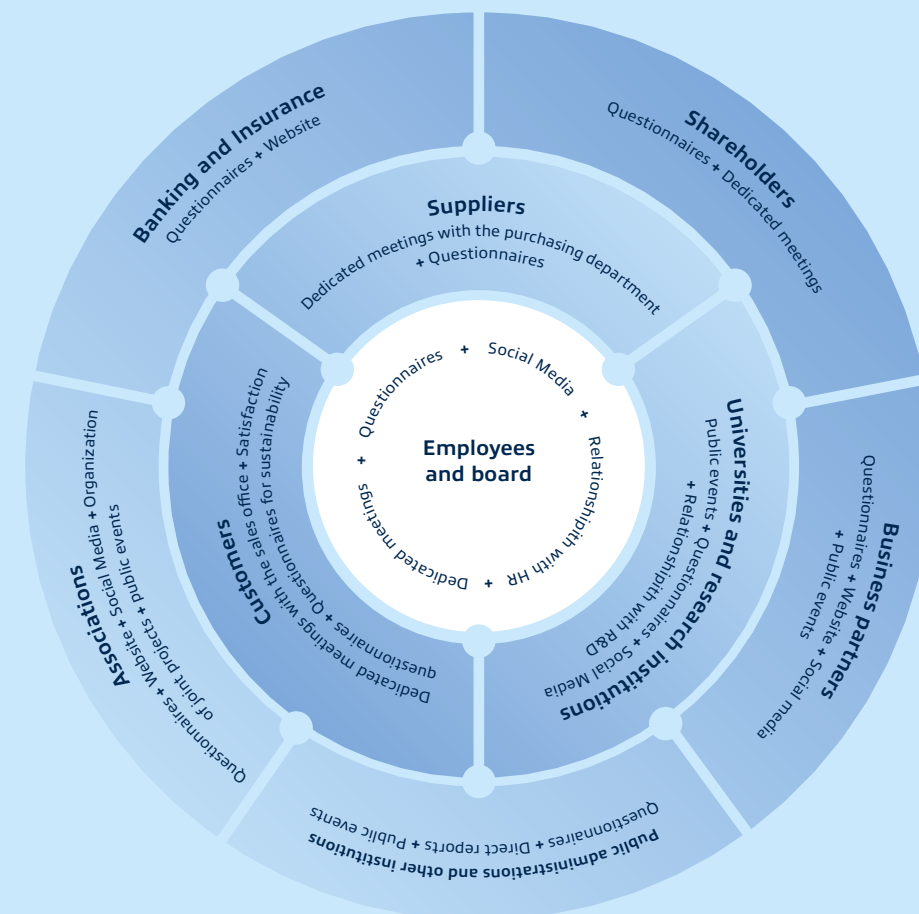 Banking and Insurance
Questionnaires + Website
Shareholders
Questionnaires + Dedicated meetings
Suppliers
Dedicated meetings with the purchasing department
+ Questionnaires
Customers
Dedicated meetings with the sales office + Satisfaction
questionnaires + Questionnaires for sustainability
Employees
and board
Questionnaires + Social Media + Relationshipith with HR + Dedicated meetings +
Universities and research institutions
Public events + Questionnaires + Social Media
+ Relationshipith with R&D
Business partners
Questionnaires + Website + Social media
+ Public events
Associations
Questionnaires + Website + Social Media + Organization
of joint projects + public events
Questionnaires + Direct reports + Public events
Public administrations and other institutions